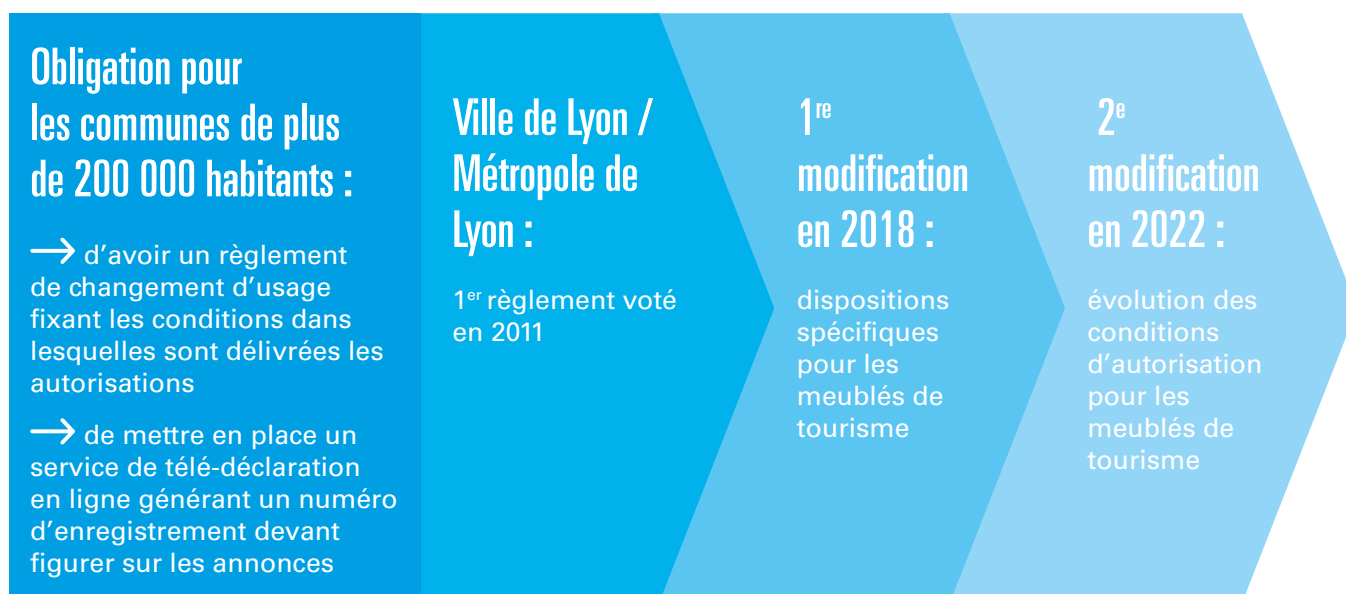 Obligation pour
les communes de plus
de 200 000 habitants :
→ d'avoir un règlement
de changement d'usage
fixant les conditions dans
lesquelles sont délivrées les
autorisations
→ de mettre en place un
service de télé-déclaration
en ligne générant un numéro
d'enregistrement devant
figurer sur les annonces
Ville de Lyon /
Métropole de
Lyon :
1er règlement voté
en 2011
1re
modification
en 2018 :
dispositions
spécifiques
pour les
meublés de
tourisme
2e
modification
en 2022 :
évolution des
conditions
d'autorisation
pour les
meublés de
tourisme